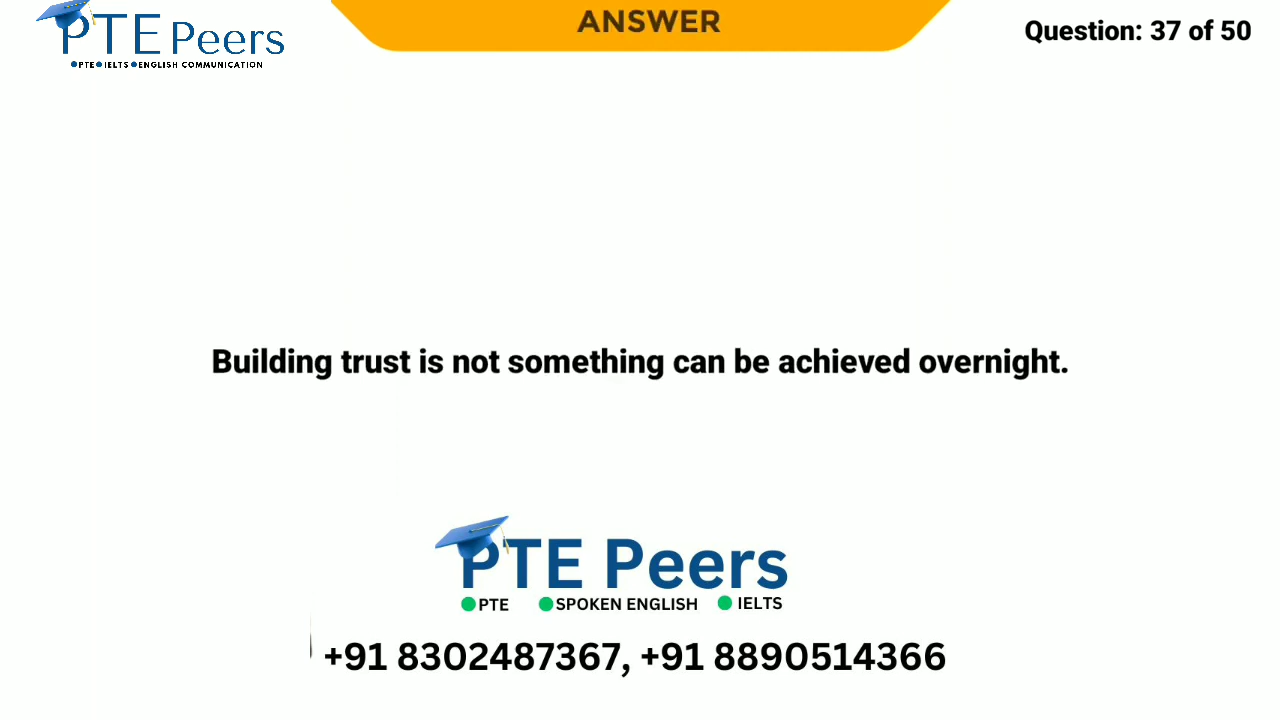 PTE Peers
PTE IELTS ENGLISH COMMUNICATION
ANSWER
Question: 37 of 50
Building trust is not something can be achieved overnight.
PTE Peers
PTE SPOKEN ENGLISH IELTS
+91 8302487367, +91 8890514366